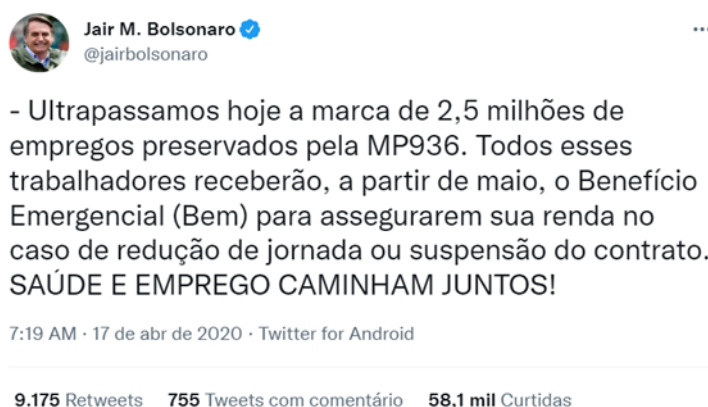 Jair M. Bolsonaro
@jairbolsonaro
- Ultrapassamos hoje a marca de 2,5 milhões de
empregos preservados pela MP936. Todos esses
trabalhadores receberão, a partir de maio, o Benefício
Emergencial (Bem) para assegurarem sua renda no
caso de redução de jornada ou suspensão do contrato.
SAÚDE E EMPREGO CAMINHAM JUNTOS!
7:19 AM · 17 de abr de 2020 · Twitter for Android
9.175 Retweets 755 Tweets com comentário 58,1 mil Curtidas